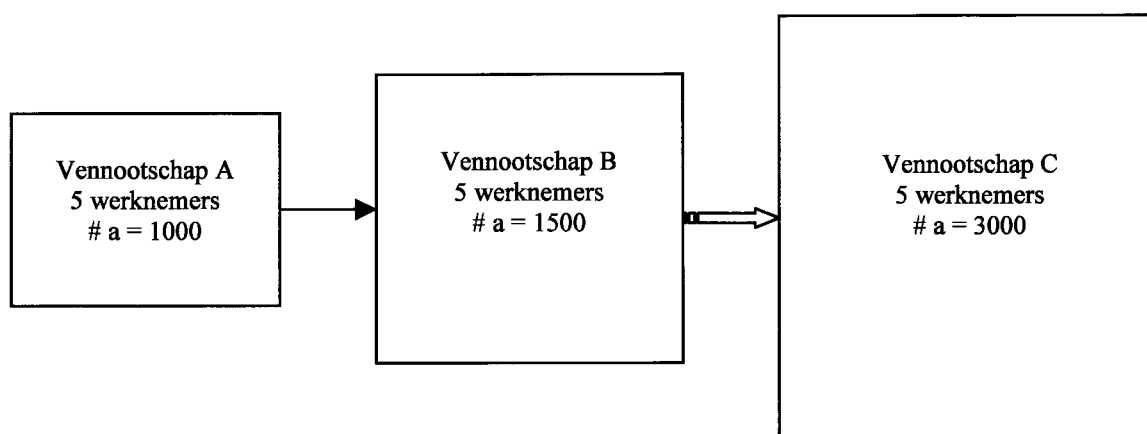 Vennootschap A
5 werknemers
# a = 1000
Vennootschap B
5 werknemers
# a = 1500
Vennootschap C
5 werknemers
# a = 3000